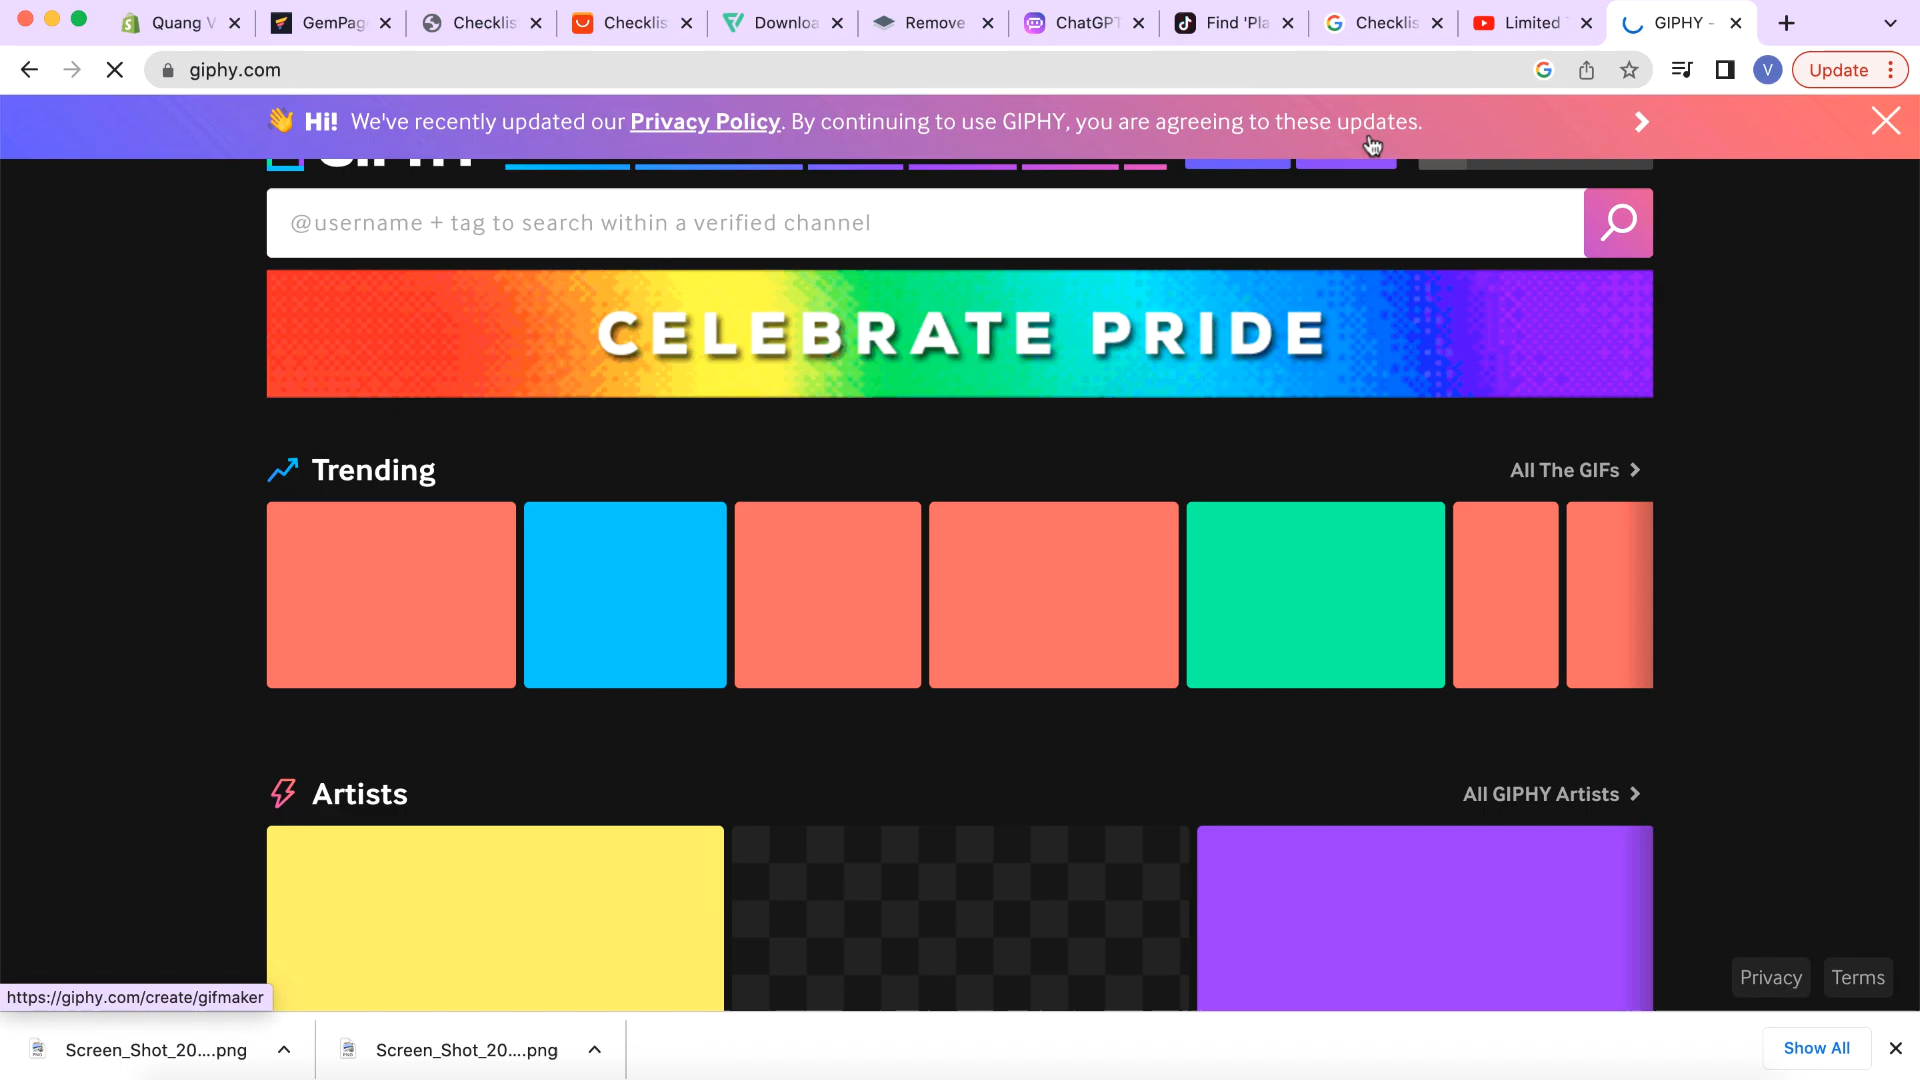 Quang V
GemPag
Checklis
Checklis
Downloa
Remove
ChatGPT
Find 'Pla
Checklis
Limited
GIPHY -
giphy.com
Update
V
👋 Hi! We've recently updated our Privacy Policy. By continuing to use GIPHY, you are agreeing to these updates.
GIPHY
@username + tag to search within a verified channel
CELEBRATE PRIDE
Trending
All The GIFs
Artists
All GIPHY Artists
Privacy
Terms
https://giphy.com/create/gifmaker
Screen_Shot_20....png
Screen_Shot_20....png
Show All